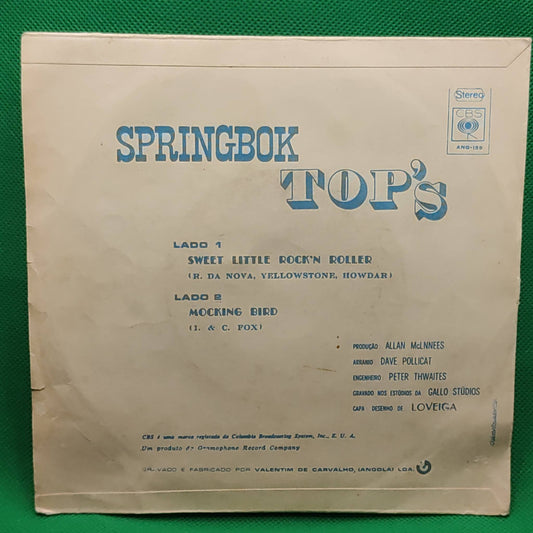 Stereo
CBS
ANG-159
SPRINGBOK
TOP'S
LADO 1
SWEET LITTLE ROCK'N ROLLER
(R. DA NOVA, YELLOWSTONE, HOWDAR)
LADO 2
MOCKING BIRD
(I. & C. FOX)
PRODUÇÃO ALLAN McLNNEES
ARRANJO DAVE POLLICAT
ENGENHEIRO PETER THWAITES
GRAVADO NOS ESTÚDIOS DA GALLO STÚDIOS
CAPA DESENHO DE LOVEIGA
CBS é uma marca registada da Columbia Broadcasting System, Inc., E. U. A.
Um produto da Gramophone Record Company
GRAVADO E FABRICADO POR VALENTIM DE CARVALHO, (ANGOLA) LDA.